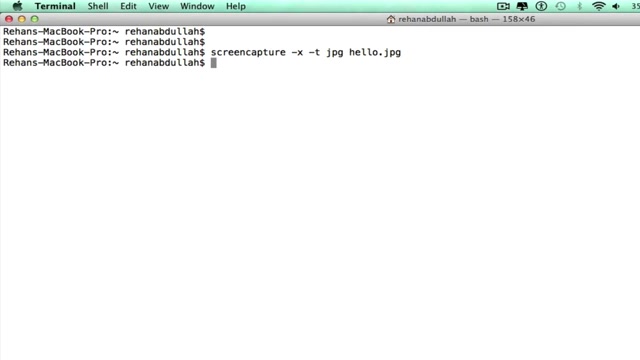 Terminal Shell Edit View Window Help
rehanabdullah — bash — 158×46
Rehans-MacBook-Pro:~ rehanabdullah$
Rehans-MacBook-Pro:~ rehanabdullah$
Rehans-MacBook-Pro:~ rehanabdullah$ screencapture -x -t jpg hello.jpg
Rehans-MacBook-Pro:~ rehanabdullah$